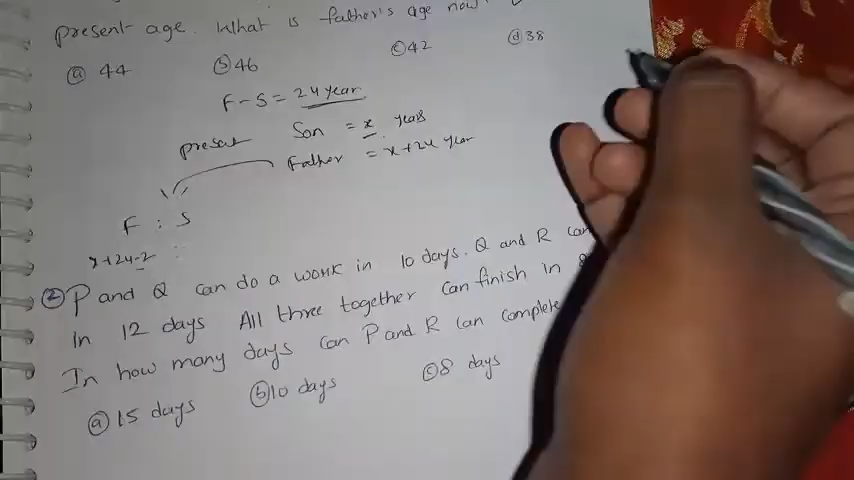 present age. What is father's age now
(a) 44 (b) 46 (c) 42 (d) 38
F - S = 24 year
present Son = x years
Father = x + 24 year
F : S
x+24-2 :
(2) P and Q can do a work in 10 days. Q and R can
In 12 days All three together can finish in 8
In how many days can P and R can complete
(a) 15 days (b) 10 days (c) 8 days